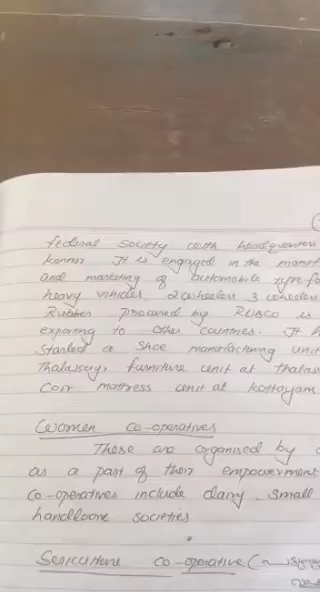 federal society with headquarters
kannur It is engaged in the manuf
and marketing of automobile tyre fo
heavy vehicles, 2 wheelers 3 wheelers
Rubber procured by RUBCO is
exporting to other countries. It h
Started a Shoe manufacturing unit
Thalassery, furniture unit at thalas
Coir mattress unit at kottayam
Women Co-operatives
These are organised by
as a part of their empowerment
Co-operatives include dairy small
handloom societies
Sericulture Co-operative (